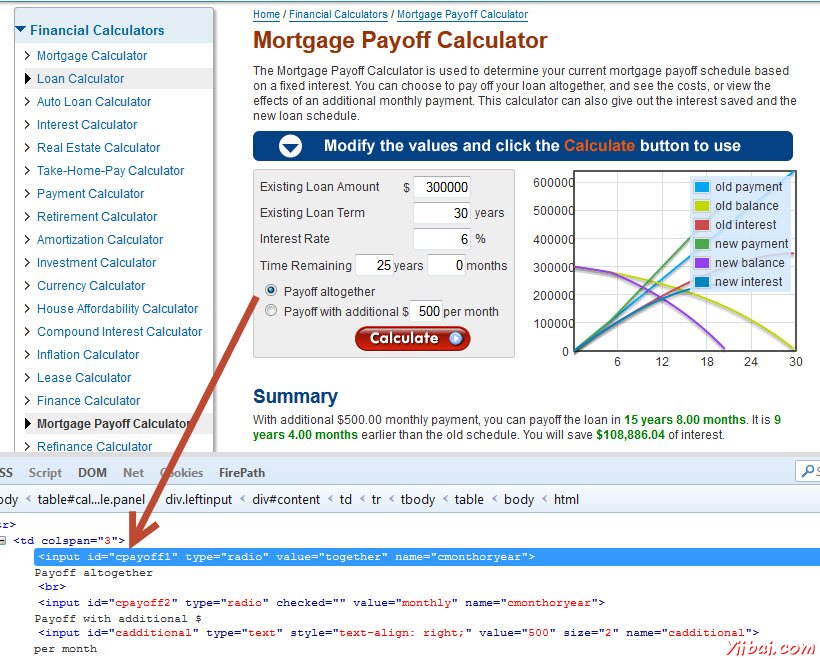 Financial Calculators
Mortgage Calculator
Loan Calculator
Auto Loan Calculator
Interest Calculator
Real Estate Calculator
Take-Home-Pay Calculator
Payment Calculator
Retirement Calculator
Amortization Calculator
Investment Calculator
Currency Calculator
House Affordability Calculator
Compound Interest Calculator
Inflation Calculator
Lease Calculator
Finance Calculator
Mortgage Payoff Calculator
Refinance Calculator
Home / Financial Calculators / Mortgage Payoff Calculator
Mortgage Payoff Calculator
The Mortgage Payoff Calculator is used to determine your current mortgage payoff schedule based
on a fixed interest. You can choose to pay off your loan altogether, and see the costs, or view the
effects of an additional monthly payment. This calculator can also give out the interest saved and the
new loan schedule.
Modify the values and click the Calculate button to use
Existing Loan Amount $ 300000
Existing Loan Term 30 years
Interest Rate 6 %
Time Remaining 25 years 0 months
Payoff altogether
Payoff with additional $ 500 per month
Calculate
600000
500000
400000
300000
200000
100000
0
6 12 18 24 30
old payment
old balance
old interest
new payment
new balance
new interest
Summary
With additional $500.00 monthly payment, you can payoff the loan in 15 years 8.00 months. It is 9
years 4.00 months earlier than the old schedule. You will save $108,886.04 of interest.
SS Script DOM Net Cookies FirePath
ody < table#cal...le.panel < div.leftinput < div#content < td < tr < tbody < table < body < html
tr>
<td colspan="3">
<input id="cpayoff1" type="radio" value="together" name="cmonthoryear">
Payoff altogether
<br>
<input id="cpayoff2" type="radio" checked="" value="monthly" name="cmonthoryear">
Payoff with additional $
<input id="cadditional" type="text" style="text-align: right;" value="500" size="2" name="cadditional">
per month
Yiibai.com